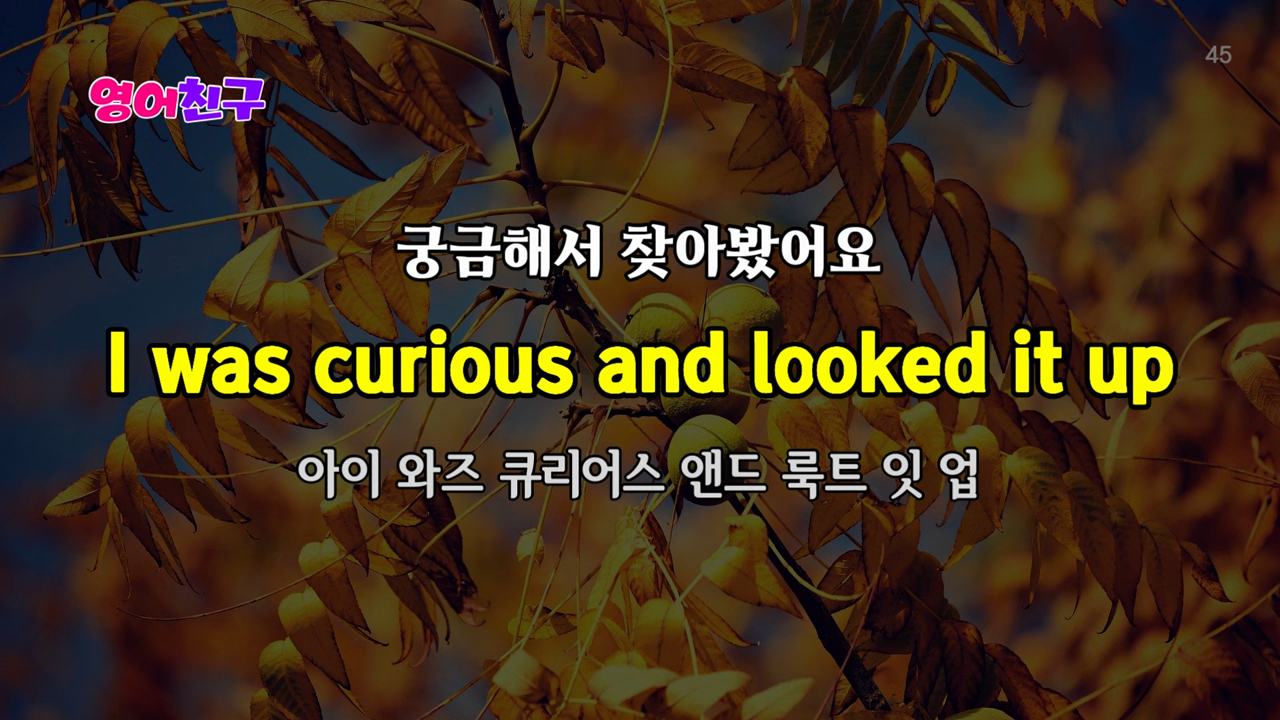 45
영어친구
궁금해서 찾아봤어요
I was curious and looked it up
아이 와즈 큐리어스 앤드 룩트 잇 업